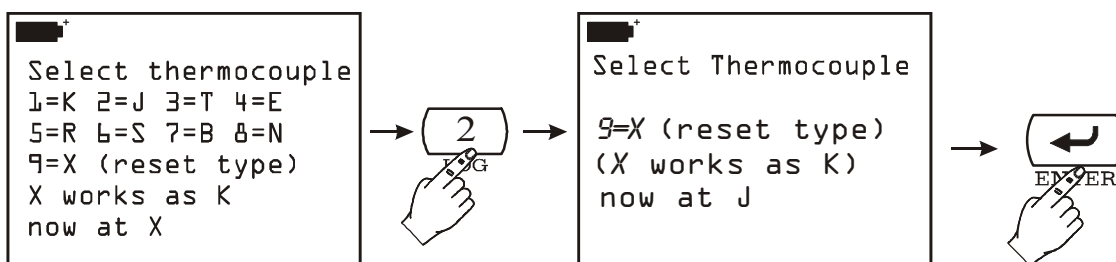 Select thermocouple
1=K 2=J 3=T 4=E
5=R 6=S 7=B 8=N
9=X (reset type)
X works as K
now at X
2
Select Thermocouple
9=X (reset type)
(X works as K)
now at J
ENTER